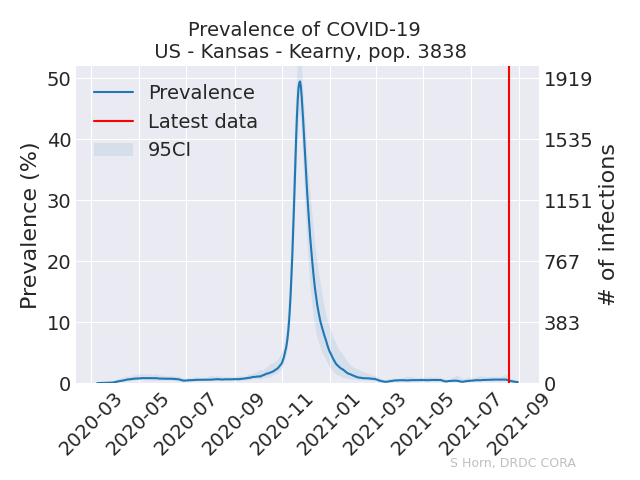 Prevalence of COVID-19
US - Kansas - Kearny, pop. 3838
Prevalence
Latest data
95CI
Prevalence (%)
50
40
30
20
10
0
1919
1535
1151
767
383
0
# of infections
2020-03
2020-05
2020-07
2020-09
2020-11
2021-01
2021-03
2021-05
2021-07
2021-09
S Horn, DRDC CORA